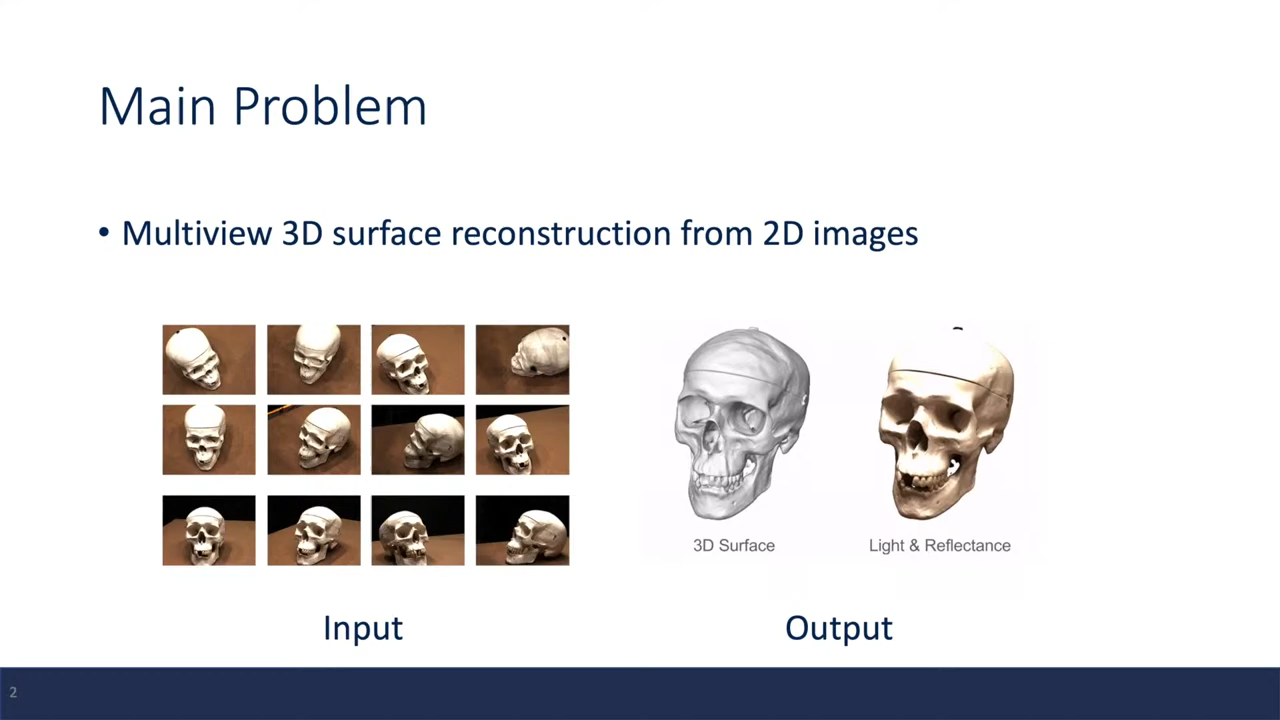 Main Problem
• Multiview 3D surface reconstruction from 2D images
3D Surface
Light & Reflectance
Input
Output
2